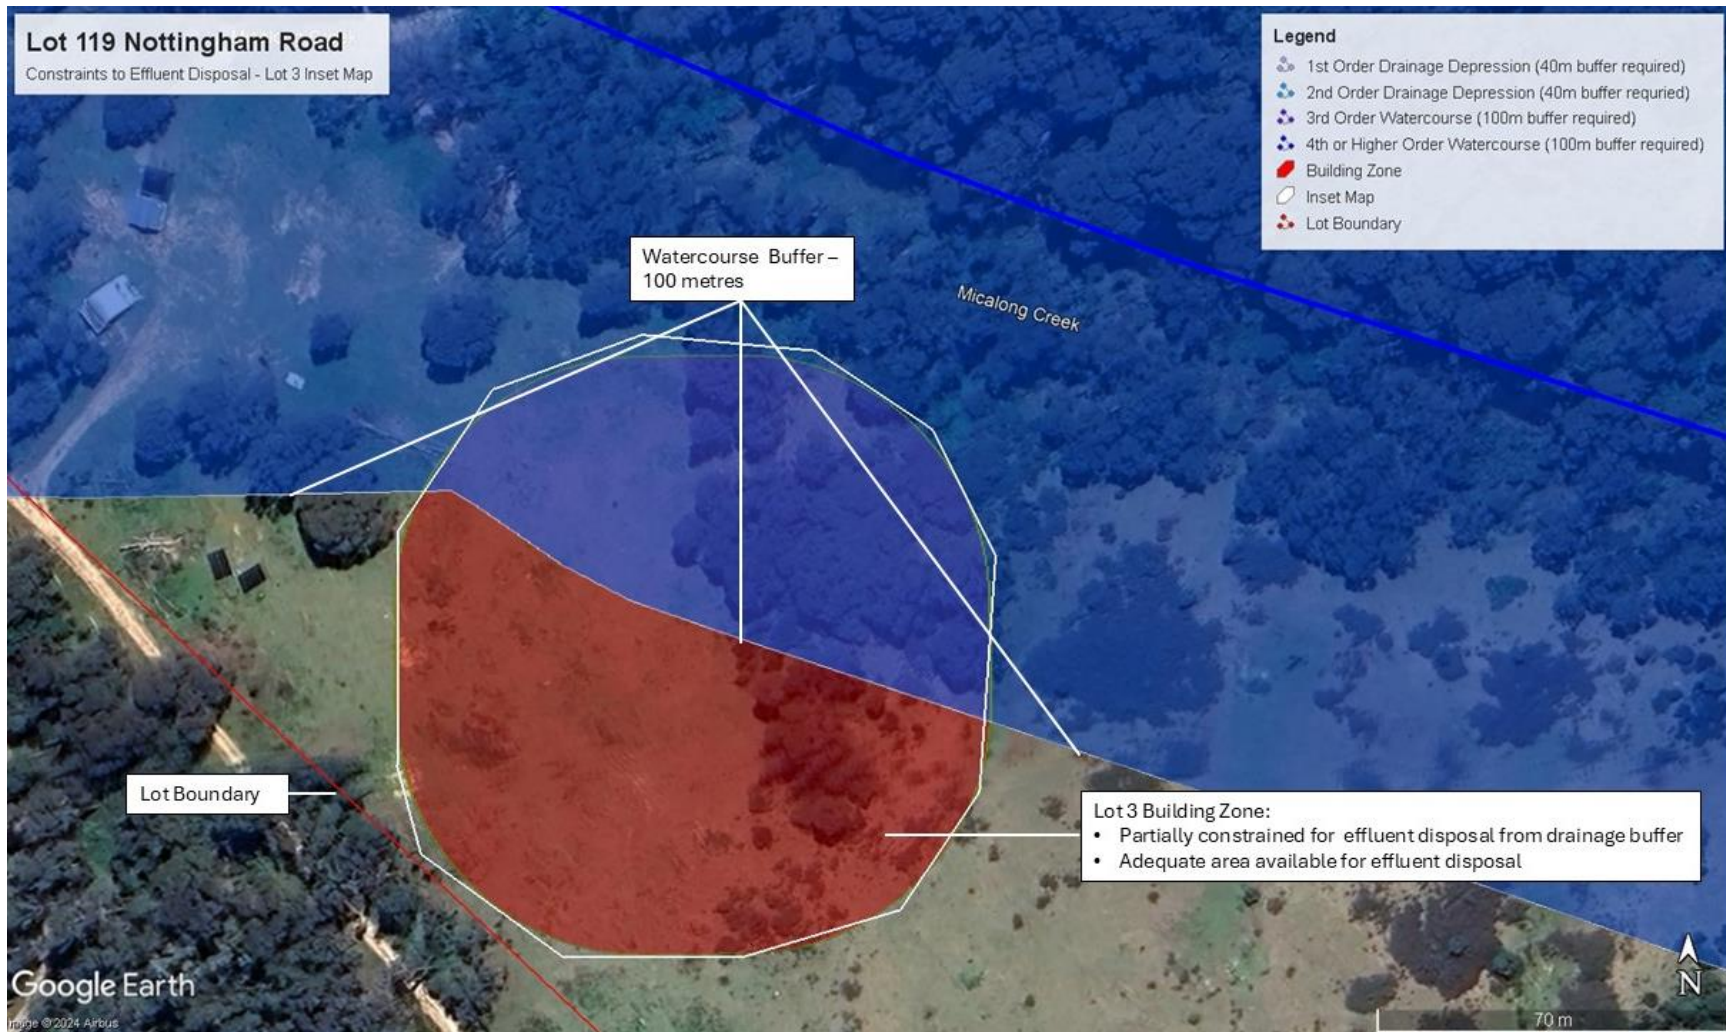 Lot 119 Nottingham Road
Constraints to Effluent Disposal - Lot 3 Inset Map
Legend
1st Order Drainage Depression (40m buffer required)
2nd Order Drainage Depression (40m buffer requried)
3rd Order Watercourse (100m buffer required)
4th or Higher Order Watercourse (100m buffer required)
Building Zone
Inset Map
Lot Boundary
Watercourse Buffer –
100 metres
Micalong Creek
Lot Boundary
Lot 3 Building Zone:
• Partially constrained for effluent disposal from drainage buffer
• Adequate area available for effluent disposal
Google Earth
© 2024 Airbus
N
70 m